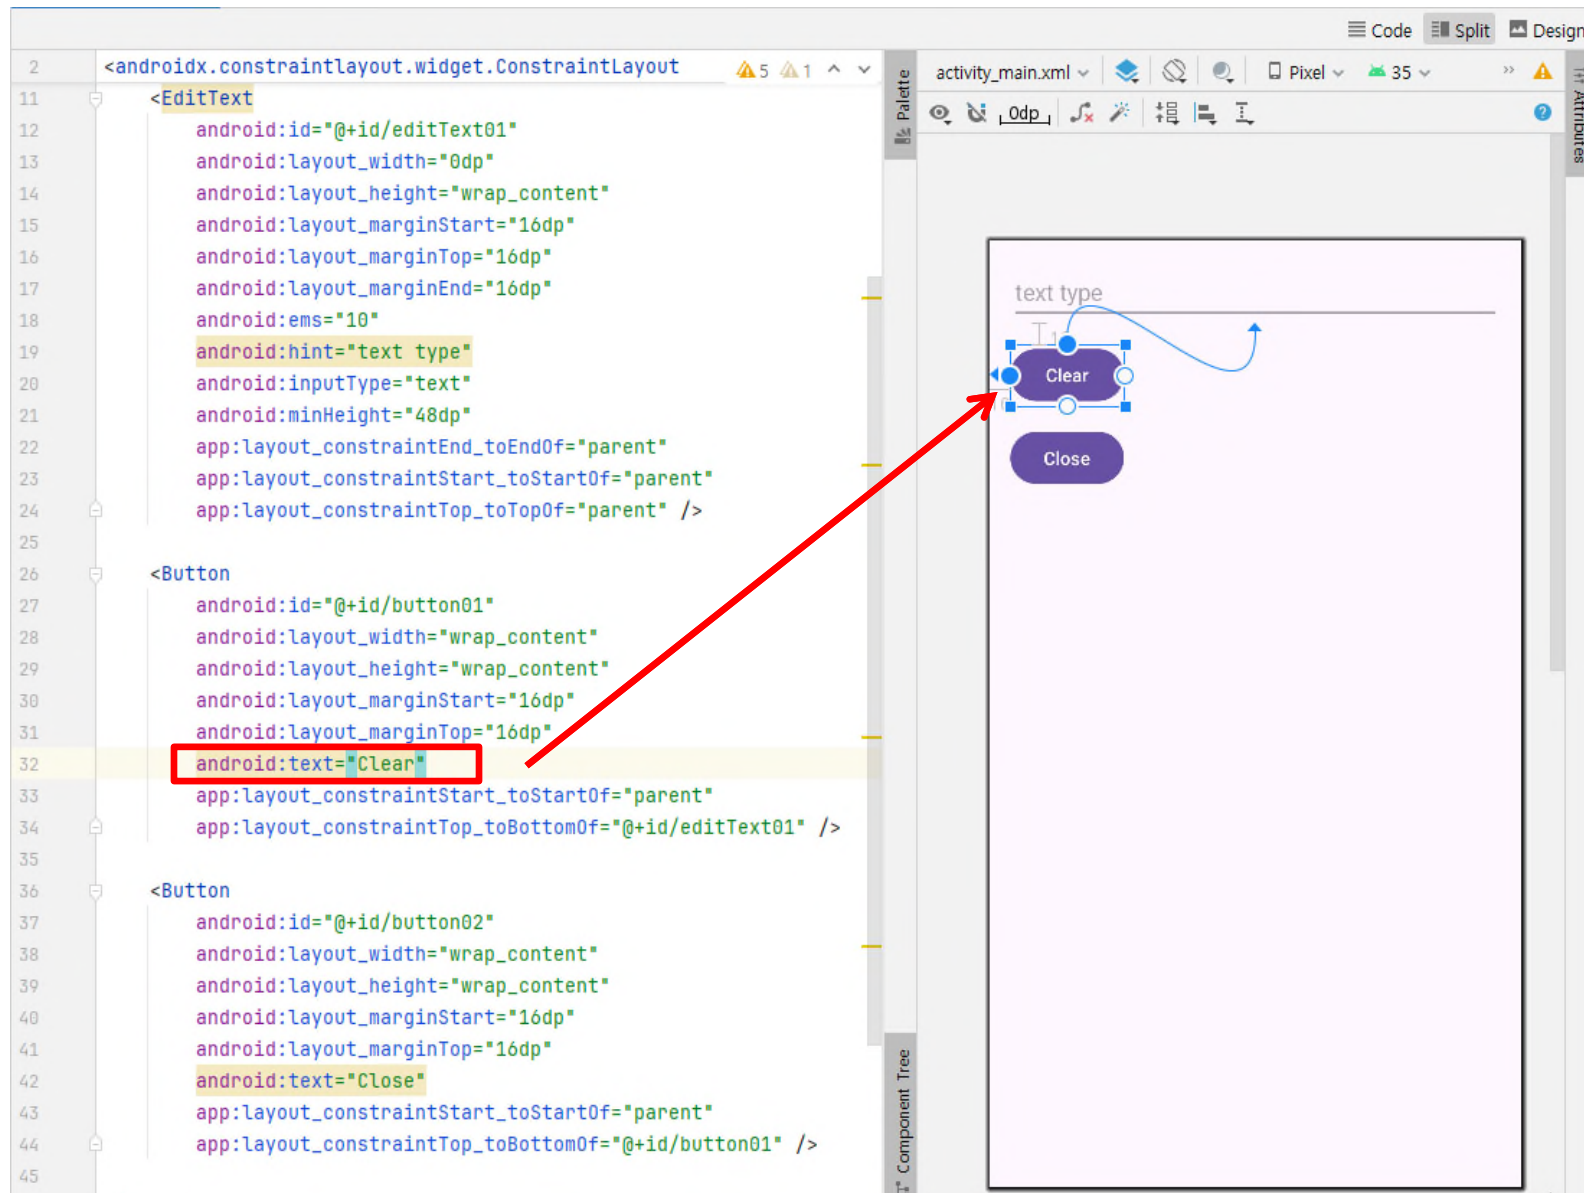 Code Split Design
2 <androidx.constraintlayout.widget.ConstraintLayout 5 1
activity_main.xml Pixel 35
Palette
Attributes
0dp
11 <EditText
12 android:id="@+id/editText01"
13 android:layout_width="0dp"
14 android:layout_height="wrap_content"
15 android:layout_marginStart="16dp"
16 android:layout_marginTop="16dp"
17 android:layout_marginEnd="16dp"
18 android:ems="10"
19 android:hint="text type"
20 android:inputType="text"
21 android:minHeight="48dp"
22 app:layout_constraintEnd_toEndOf="parent"
23 app:layout_constraintStart_toStartOf="parent"
24 app:layout_constraintTop_toTopOf="parent" />
25
26 <Button
27 android:id="@+id/button01"
28 android:layout_width="wrap_content"
29 android:layout_height="wrap_content"
30 android:layout_marginStart="16dp"
31 android:layout_marginTop="16dp"
32 android:text="Clear"
33 app:layout_constraintStart_toStartOf="parent"
34 app:layout_constraintTop_toBottomOf="@+id/editText01" />
35
36 <Button
37 android:id="@+id/button02"
38 android:layout_width="wrap_content"
39 android:layout_height="wrap_content"
40 android:layout_marginStart="16dp"
41 android:layout_marginTop="16dp"
42 android:text="Close"
43 app:layout_constraintStart_toStartOf="parent"
44 app:layout_constraintTop_toBottomOf="@+id/button01" />
45
text type
Clear
Close
Component Tree